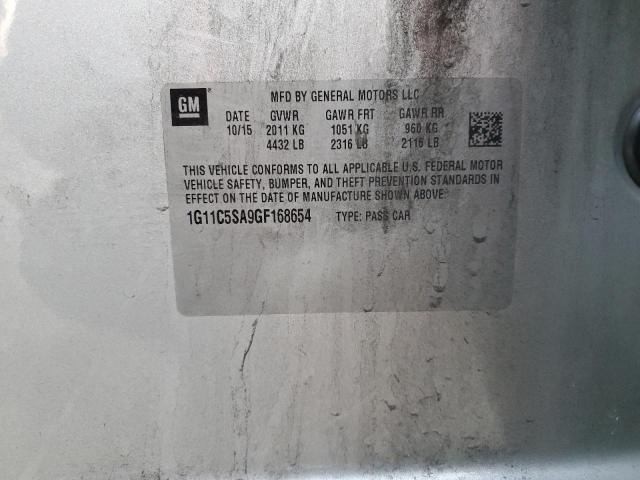 GM
MFD BY GENERAL MOTORS LLC
DATE GVWR GAWR FRT GAWR RR
10/15 2011 KG 1051 KG 960 KG
4432 LB 2316 LB 2116 LB
THIS VEHICLE CONFORMS TO ALL APPLICABLE U.S. FEDERAL MOTOR
VEHICLE SAFETY, BUMPER, AND THEFT PREVENTION STANDARDS IN
EFFECT ON THE DATE OF MANUFACTURE SHOWN ABOVE.
1G11C5SA9GF168654 TYPE: PASS CAR